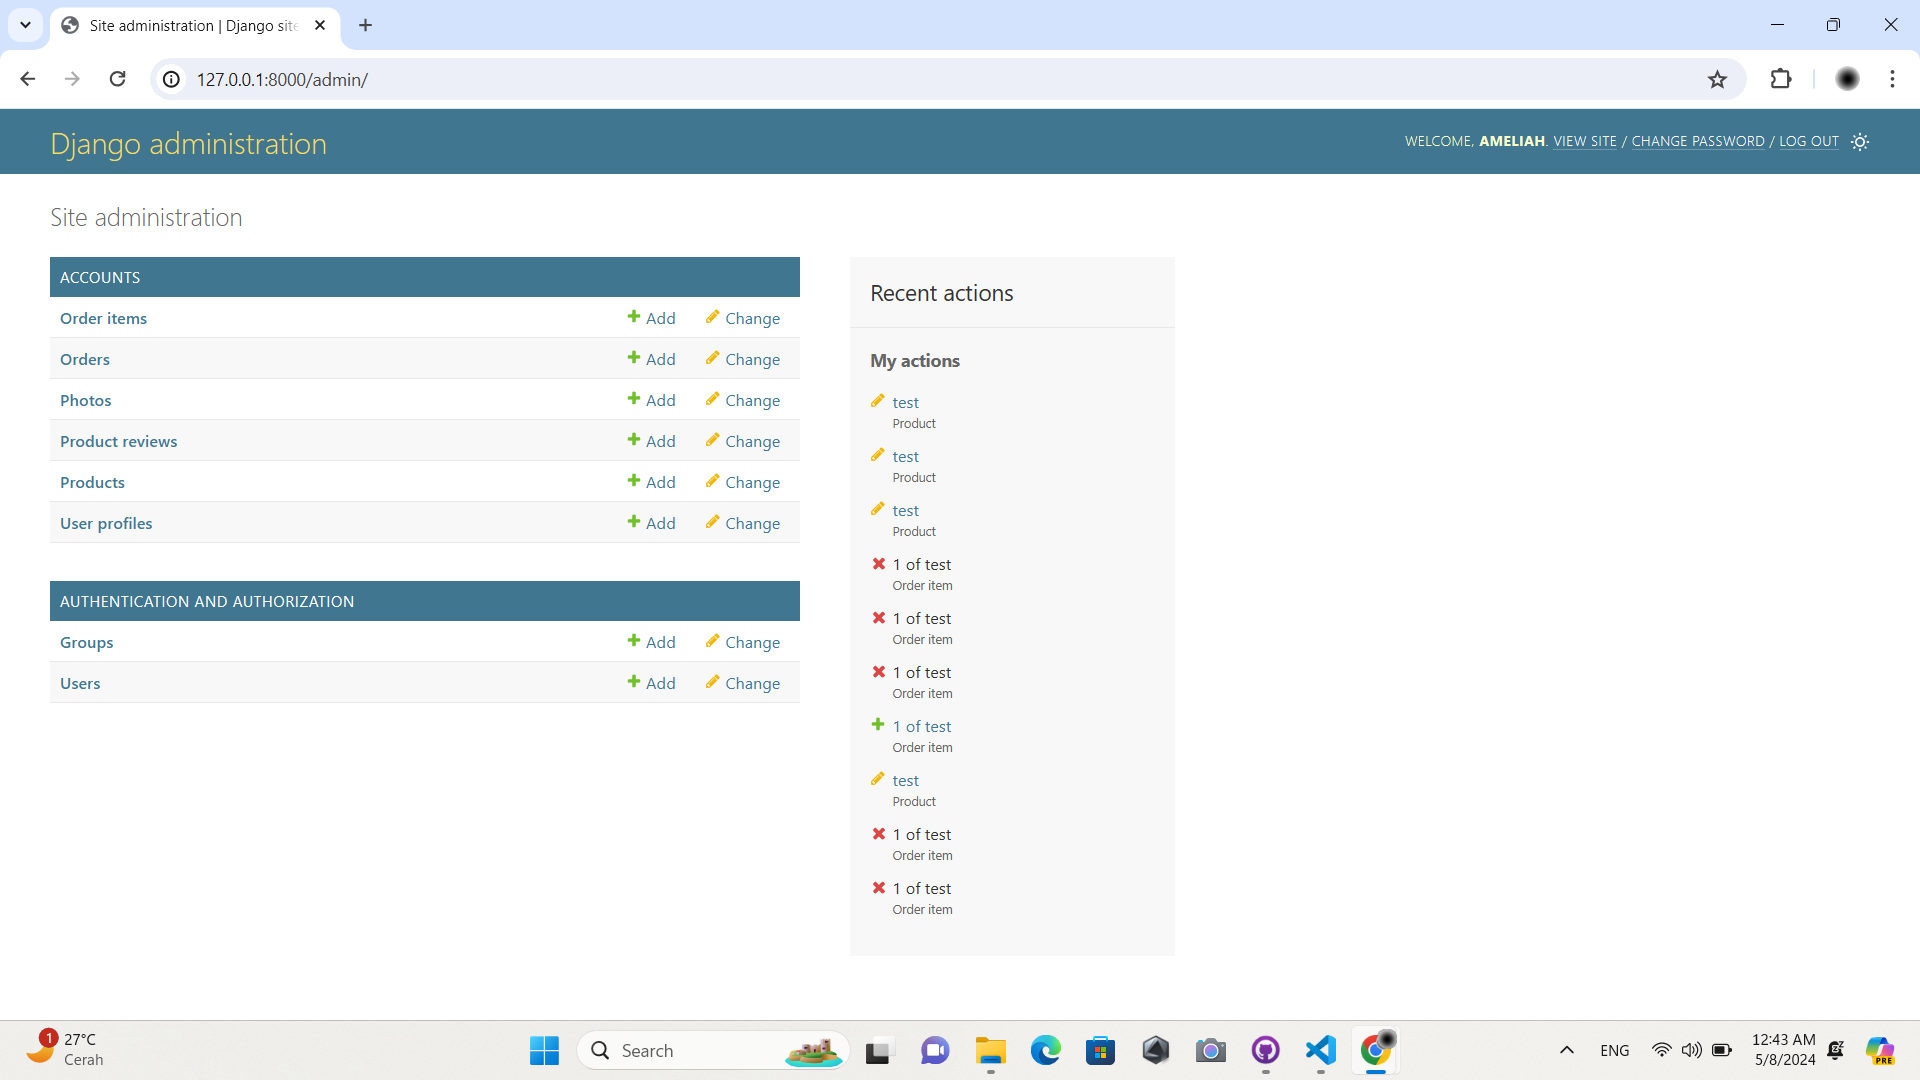 Site administration | Django site
127.0.0.1:8000/admin/
Django administration
WELCOME, AMELIAH. VIEW SITE / CHANGE PASSWORD / LOG OUT
Site administration
ACCOUNTS
Order items Add Change
Orders Add Change
Photos Add Change
Product reviews Add Change
Products Add Change
User profiles Add Change
AUTHENTICATION AND AUTHORIZATION
Groups Add Change
Users Add Change
Recent actions
My actions
test
Product
test
Product
test
Product
1 of test
Order item
1 of test
Order item
1 of test
Order item
1 of test
Order item
test
Product
1 of test
Order item
1 of test
Order item
1
27°C
Cerah
Search
ENG
12:43 AM
5/8/2024
PRE